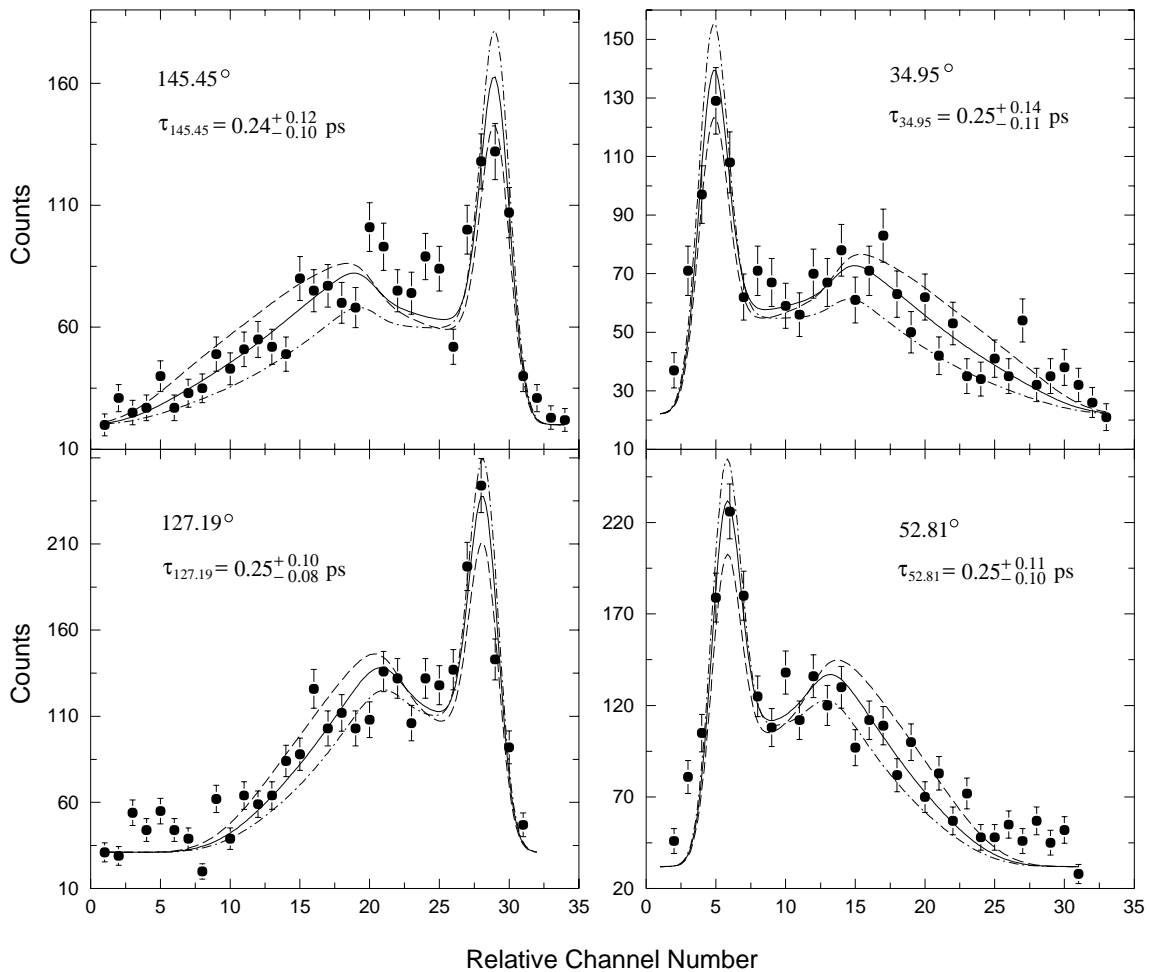 145.45°
τ145.45 = 0.24 +0.12 −0.10 ps
160
110
60
10
Counts
34.95°
τ34.95 = 0.25 +0.14 −0.11 ps
150
130
110
90
70
50
30
10
127.19°
τ127.19 = 0.25 +0.10 −0.08 ps
210
160
110
60
10
Counts
0 5 10 15 20 25 30 35
52.81°
τ52.81 = 0.25 +0.11 −0.10 ps
220
170
120
70
20
0 5 10 15 20 25 30 35
Relative Channel Number